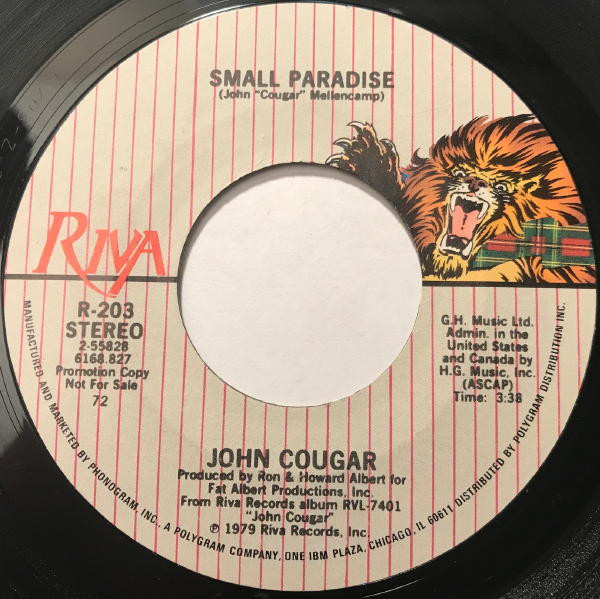 SMALL PARADISE
(John "Cougar" Mellencamp)
RIVA
R-203
STEREO
2-55828
6168.827
Promotion Copy
Not For Sale
72
G.H. Music Ltd.
Admin. in the
United States
and Canada by
H.G. Music, Inc.
(ASCAP)
Time: 3:38
JOHN COUGAR
Produced by Ron & Howard Albert for
Fat Albert Productions, Inc.
From Riva Records album RVL-7401
"John Cougar"
℗ 1979 Riva Records, Inc.
MANUFACTURED AND MARKETED BY PHONOGRAM, INC., A POLYGRAM COMPANY, ONE IBM PLAZA, CHICAGO, IL 60611 DISTRIBUTED BY POLYGRAM DISTRIBUTION INC.